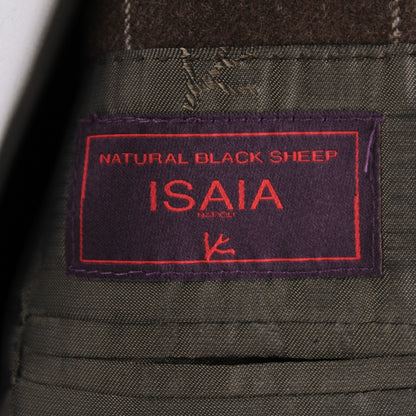 NATURAL BLACK SHEEP
ISAIA
NAPOLI